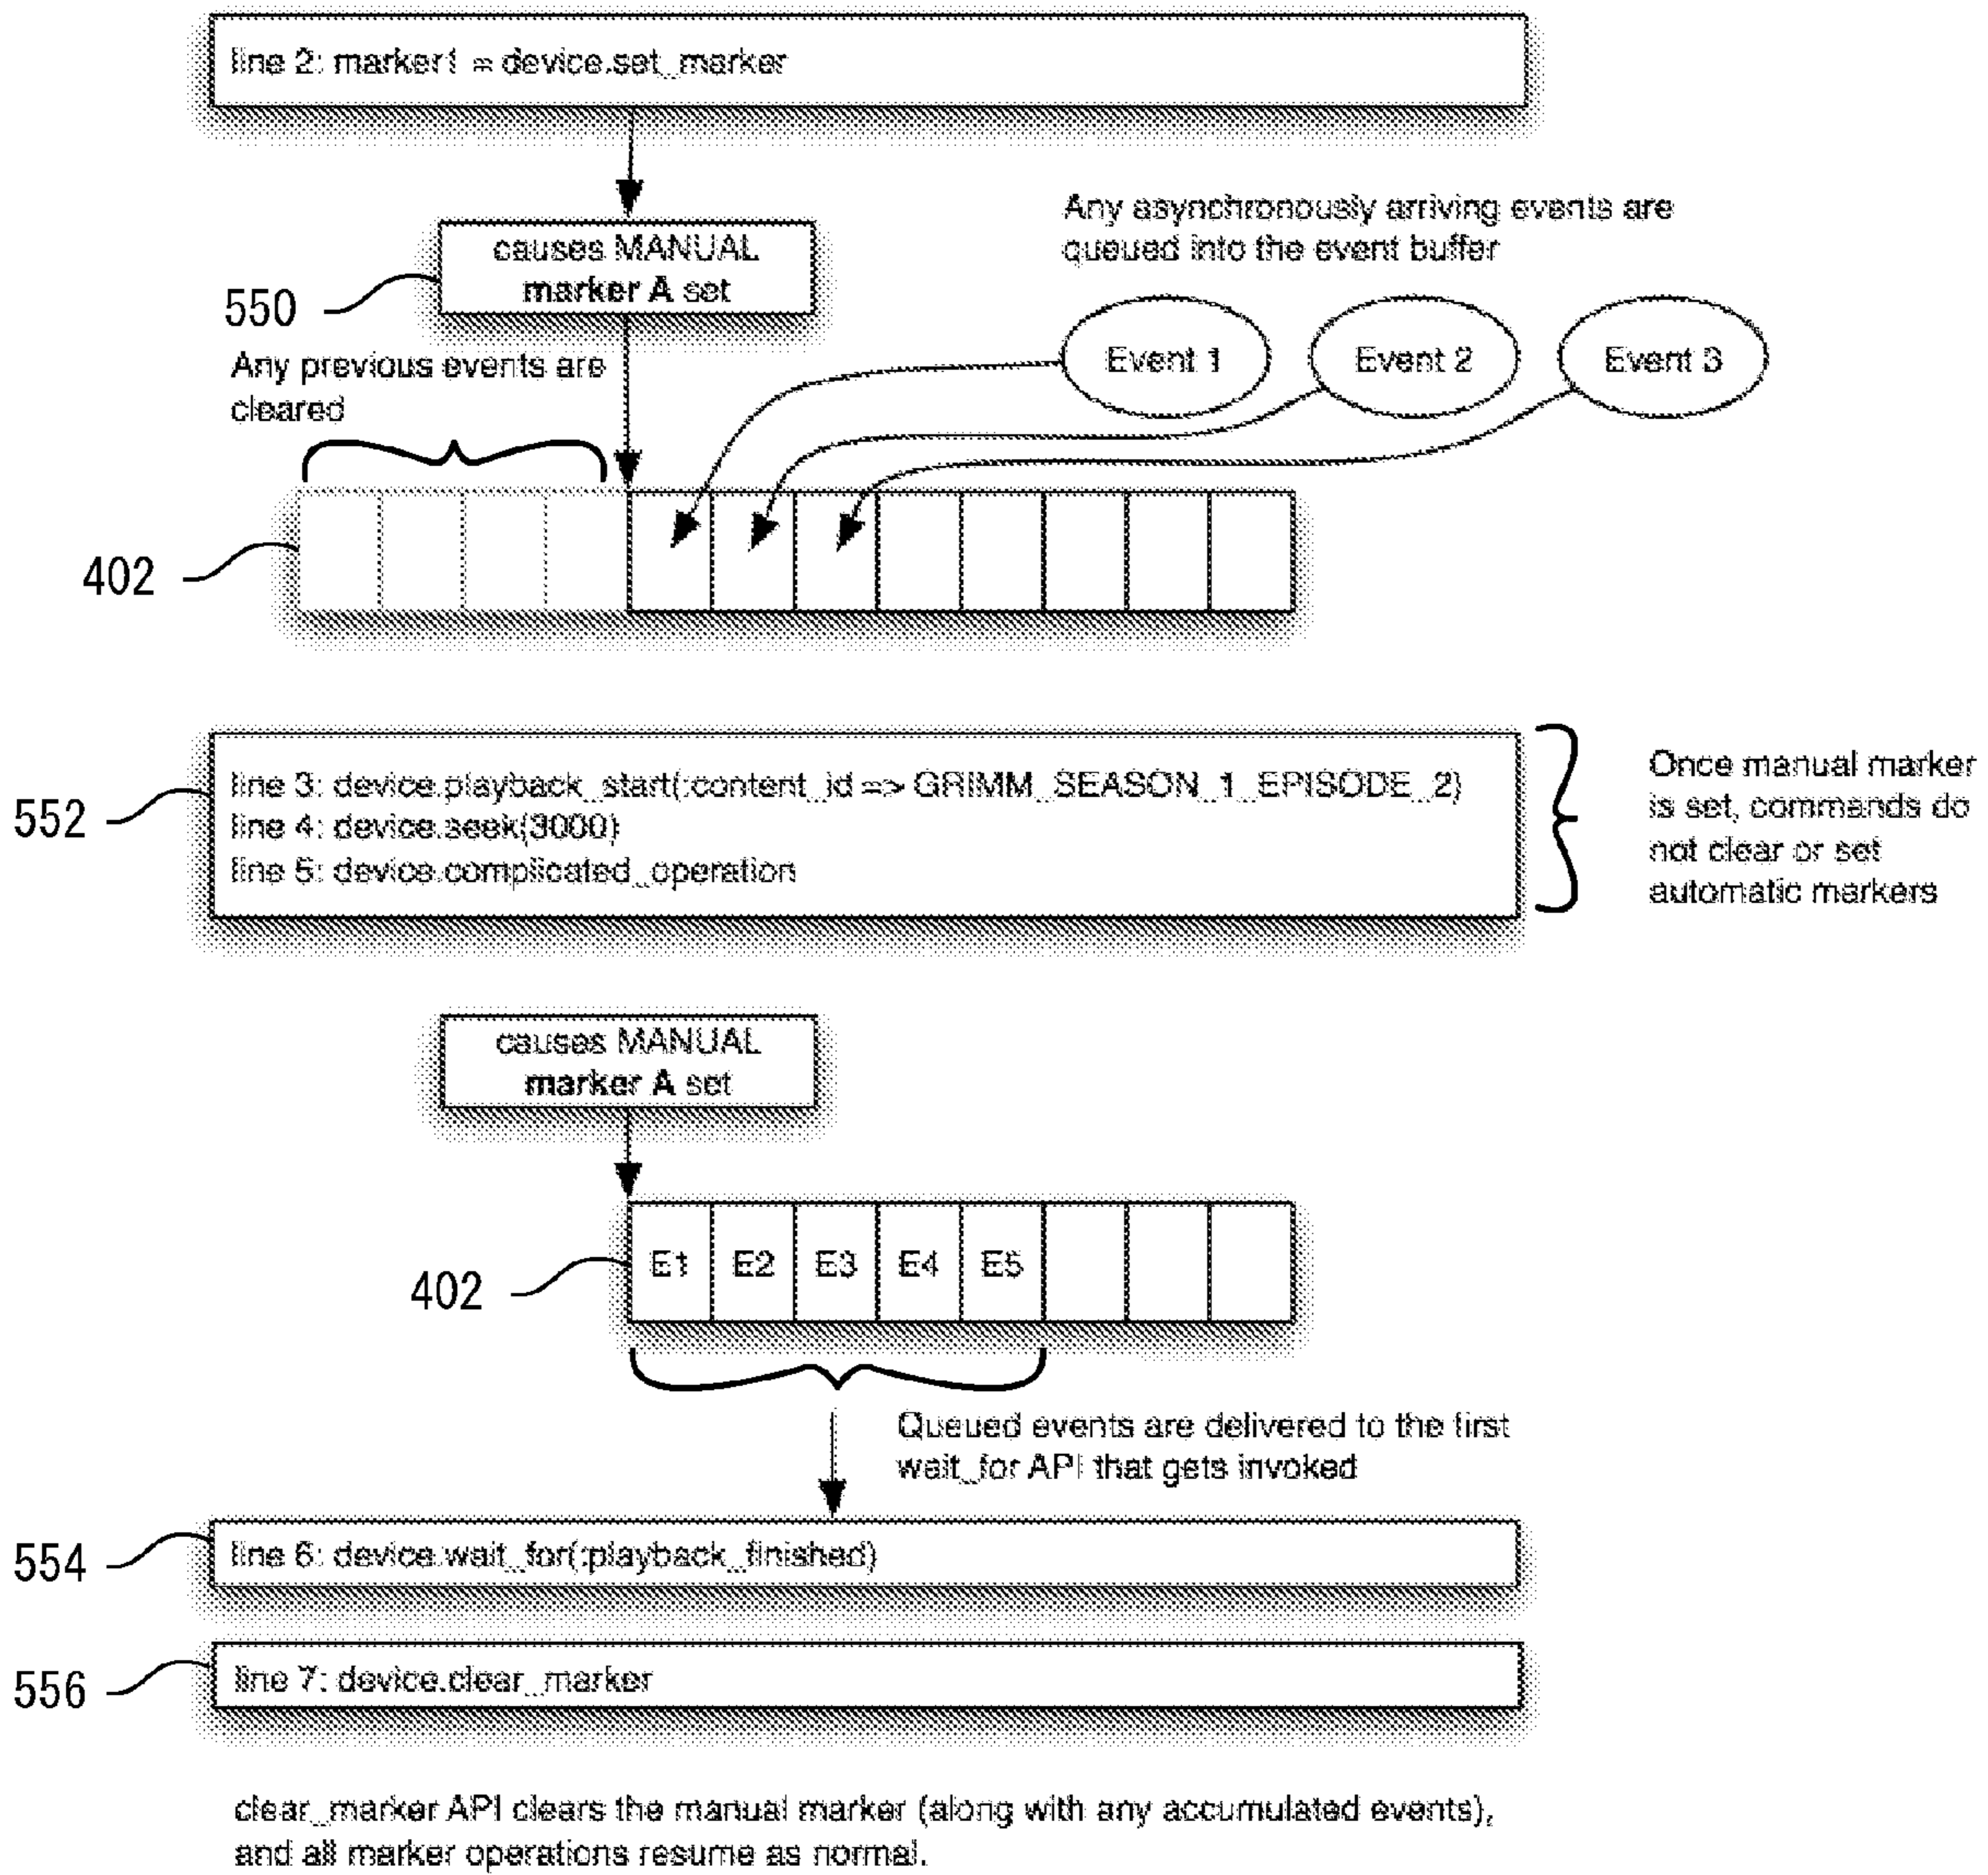 line 2: marker1 = device.set_marker
causes MANUAL
marker A set
550
Any asynchronously arriving events are
queued into the event buffer
Any previous events are
cleared
Event 1
Event 2
Event 3
402
552
line 3: device.playback_start(:content_id => GRIMM_SEASON_1_EPISODE_2)
line 4: device.seek(3000)
line 5: device.complicated_operation
Once manual marker
is set, commands do
not clear or set
automatic markers
causes MANUAL
marker A set
402
E1
E2
E3
E4
E5
Queued events are delivered to the first
wait_for API that gets invoked
554
line 6: device.wait_for(:playback_finished)
556
line 7: device.clear_marker
clear_marker API clears the manual marker (along with any accumulated events),
and all marker operations resume as normal.